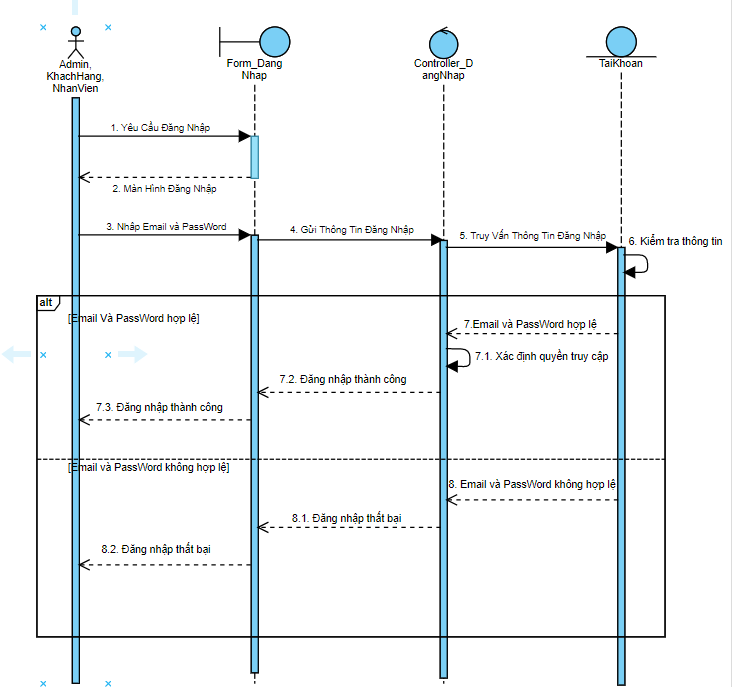 Admin,
KhachHang,
NhanVien
Form_Dang
Nhap
Controller_D
angNhap
TaiKhoan
1. Yêu Cầu Đăng Nhập
2. Màn Hình Đăng Nhập
3. Nhập Email và PassWord
4. Gửi Thông Tin Đăng Nhập
5. Truy Vấn Thông Tin Đăng Nhập
6. Kiểm tra thông tin
alt
[Email Và PassWord hợp lệ]
7.Email và PassWord hợp lệ
7.1. Xác định quyền truy cập
7.2. Đăng nhập thành công
7.3. Đăng nhập thành công
[Email và PassWord không hợp lệ]
8. Email và PassWord không hợp lệ
8.1. Đăng nhập thất bại
8.2. Đăng nhập thất bại